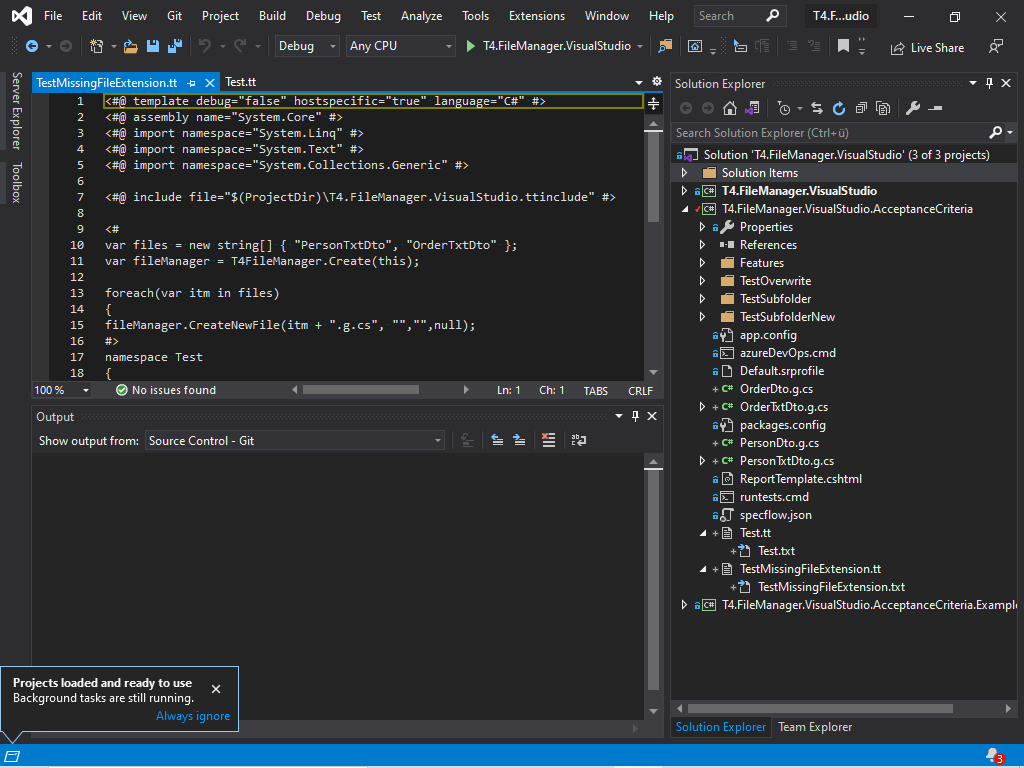 File Edit View Git Project Build Debug Test Analyze Tools Extensions Window Help Search T4.F...udio
Debug Any CPU T4.FileManager.VisualStudio Live Share
Server Explorer
Toolbox
TestMissingFileExtension.tt Test.tt
1 <#@ template debug="false" hostspecific="true" language="C#" #>
2 <#@ assembly name="System.Core" #>
3 <#@ import namespace="System.Linq" #>
4 <#@ import namespace="System.Text" #>
5 <#@ import namespace="System.Collections.Generic" #>
6
7 <#@ include file="$(ProjectDir)\T4.FileManager.VisualStudio.ttinclude" #>
8
9 <#
10 var files = new string[] { "PersonTxtDto", "OrderTxtDto" };
11 var fileManager = T4FileManager.Create(this);
12
13 foreach(var itm in files)
14 {
15 fileManager.CreateNewFile(itm + ".g.cs", "","",null);
16 #>
17 namespace Test
18 {
100 % No issues found Ln: 1 Ch: 1 TABS CRLF
Output
Show output from: Source Control - Git
Solution Explorer
Search Solution Explorer (Ctrl+ü)
Solution 'T4.FileManager.VisualStudio' (3 of 3 projects)
Solution Items
C# T4.FileManager.VisualStudio
C# T4.FileManager.VisualStudio.AcceptanceCriteria
Properties
References
Features
TestOverwrite
TestSubfolder
TestSubfolderNew
app.config
azureDevOps.cmd
Default.srprofile
C# OrderDto.g.cs
C# OrderTxtDto.g.cs
packages.config
C# PersonDto.g.cs
C# PersonTxtDto.g.cs
ReportTemplate.cshtml
runtests.cmd
specflow.json
Test.tt
Test.txt
TestMissingFileExtension.tt
TestMissingFileExtension.txt
C# T4.FileManager.VisualStudio.AcceptanceCriteria.Example
Solution Explorer Team Explorer
Projects loaded and ready to use
Background tasks are still running.
Always ignore
3